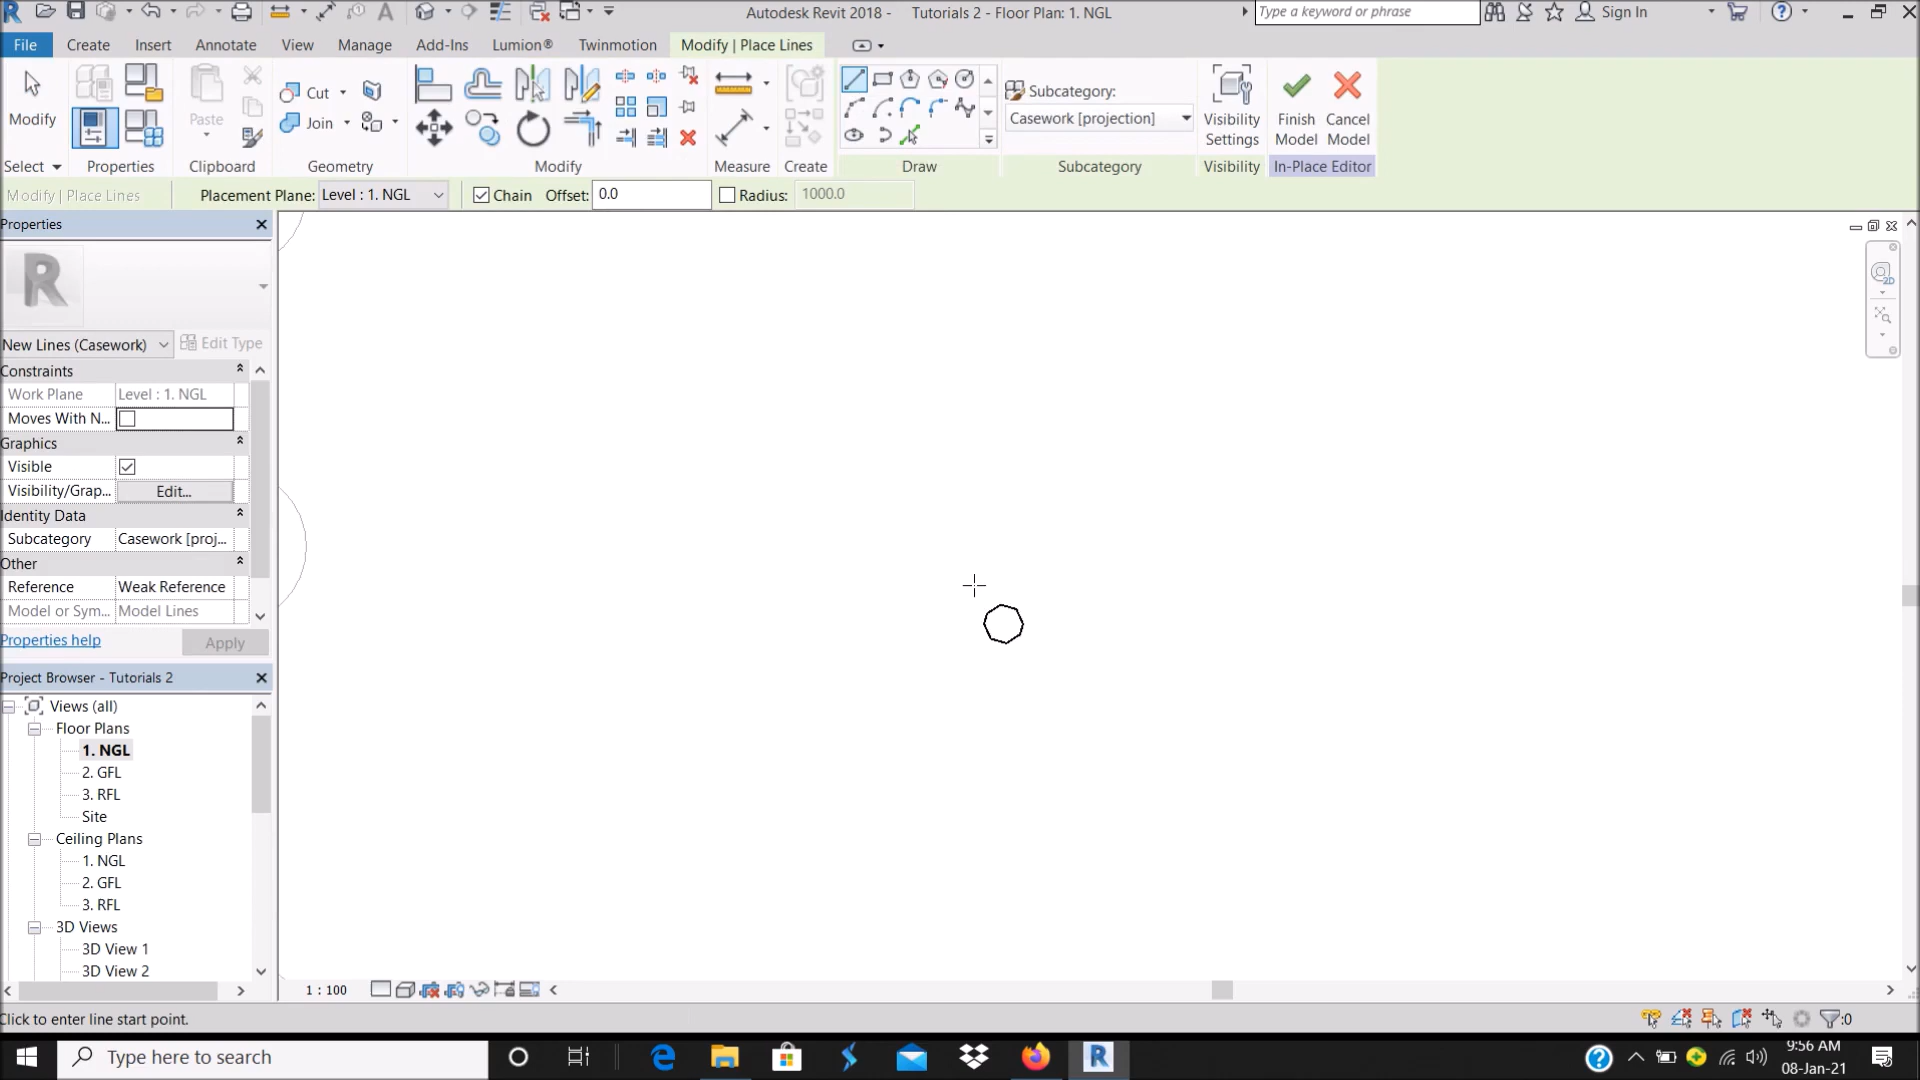 Autodesk Revit 2018 - Tutorials 2 - Floor Plan: 1. NGL
Type a keyword or phrase
Sign In
File Create Insert Annotate View Manage Add-Ins Lumion® Twinmotion Modify | Place Lines
Modify
Paste
Cut
Join
Subcategory:
Casework [projection]
Visibility Settings
Finish Model
Cancel Model
Select Properties Clipboard Geometry Modify Measure Create Draw Subcategory Visibility In-Place Editor
Modify | Place Lines Placement Plane: Level : 1. NGL Chain Offset: 0.0 Radius: 1000.0
Properties
New Lines (Casework) Edit Type
Constraints
Work Plane Level : 1. NGL
Moves With N...
Graphics
Visible
Visibility/Grap... Edit...
Identity Data
Subcategory Casework [proj...
Other
Reference Weak Reference
Model or Sym... Model Lines
Properties help Apply
Project Browser - Tutorials 2
Views (all)
Floor Plans
1. NGL
2. GFL
3. RFL
Site
Ceiling Plans
1. NGL
2. GFL
3. RFL
3D Views
3D View 1
3D View 2
1 : 100
Click to enter line start point.
:0
2D
Type here to search
9:56 AM
08-Jan-21